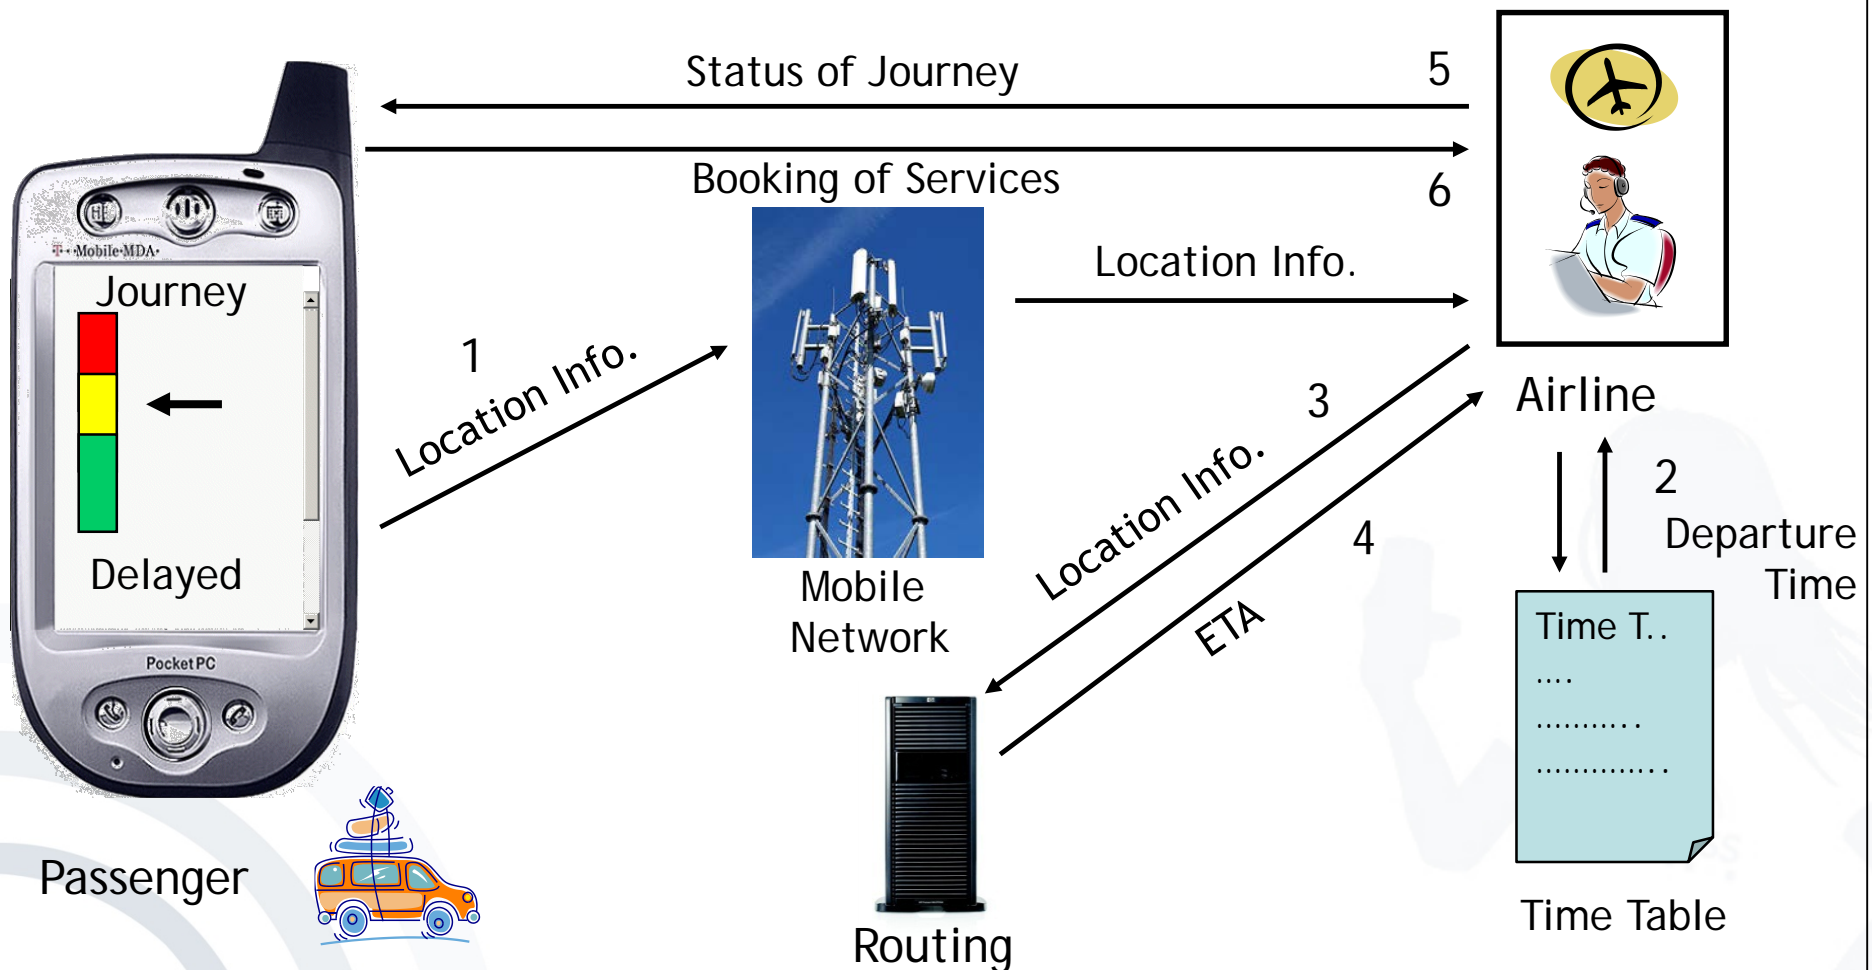 Status of Journey
5
Booking of Services
6
T··Mobile·MDA·
Journey
Delayed
Pocket PC
1
Location Info.
Location Info.
Mobile
Network
3
Location Info.
4
ETA
Airline
2
Departure
Time
Time T..
....
...........
..............
Time Table
Passenger
Routing